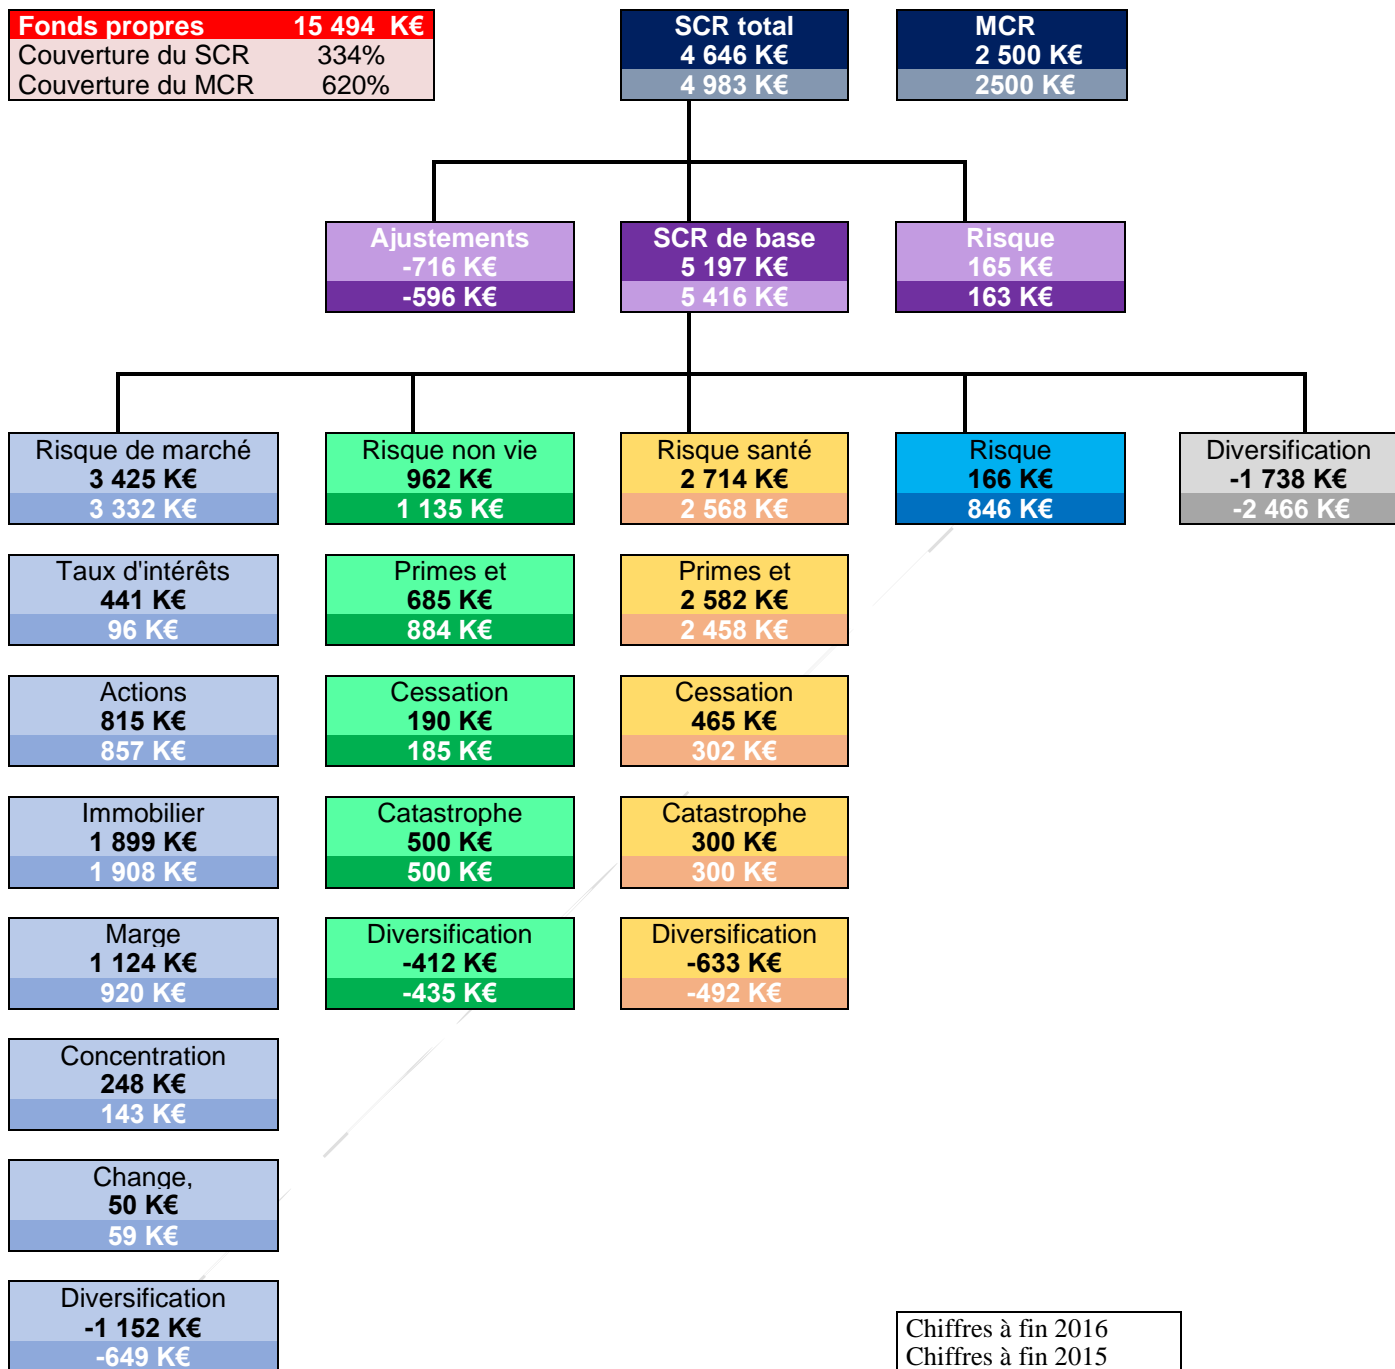 Fonds propres 15 494 K€
Couverture du SCR 334%
Couverture du MCR 620%
SCR total
4 646 K€
4 983 K€
MCR
2 500 K€
2500 K€
Ajustements
-716 K€
-596 K€
SCR de base
5 197 K€
5 416 K€
Risque
165 K€
163 K€
Risque de marché
3 425 K€
3 332 K€
Risque non vie
962 K€
1 135 K€
Risque santé
2 714 K€
2 568 K€
Risque
166 K€
846 K€
Diversification
-1 738 K€
-2 466 K€
Taux d'intérêts
441 K€
96 K€
Primes et
685 K€
884 K€
Primes et
2 582 K€
2 458 K€
Actions
815 K€
857 K€
Cessation
190 K€
185 K€
Cessation
465 K€
302 K€
Immobilier
1 899 K€
1 908 K€
Catastrophe
500 K€
500 K€
Catastrophe
300 K€
300 K€
Marge
1 124 K€
920 K€
Diversification
-412 K€
-435 K€
Diversification
-633 K€
-492 K€
Concentration
248 K€
143 K€
Change,
50 K€
59 K€
Diversification
-1 152 K€
-649 K€
Chiffres à fin 2016
Chiffres à fin 2015